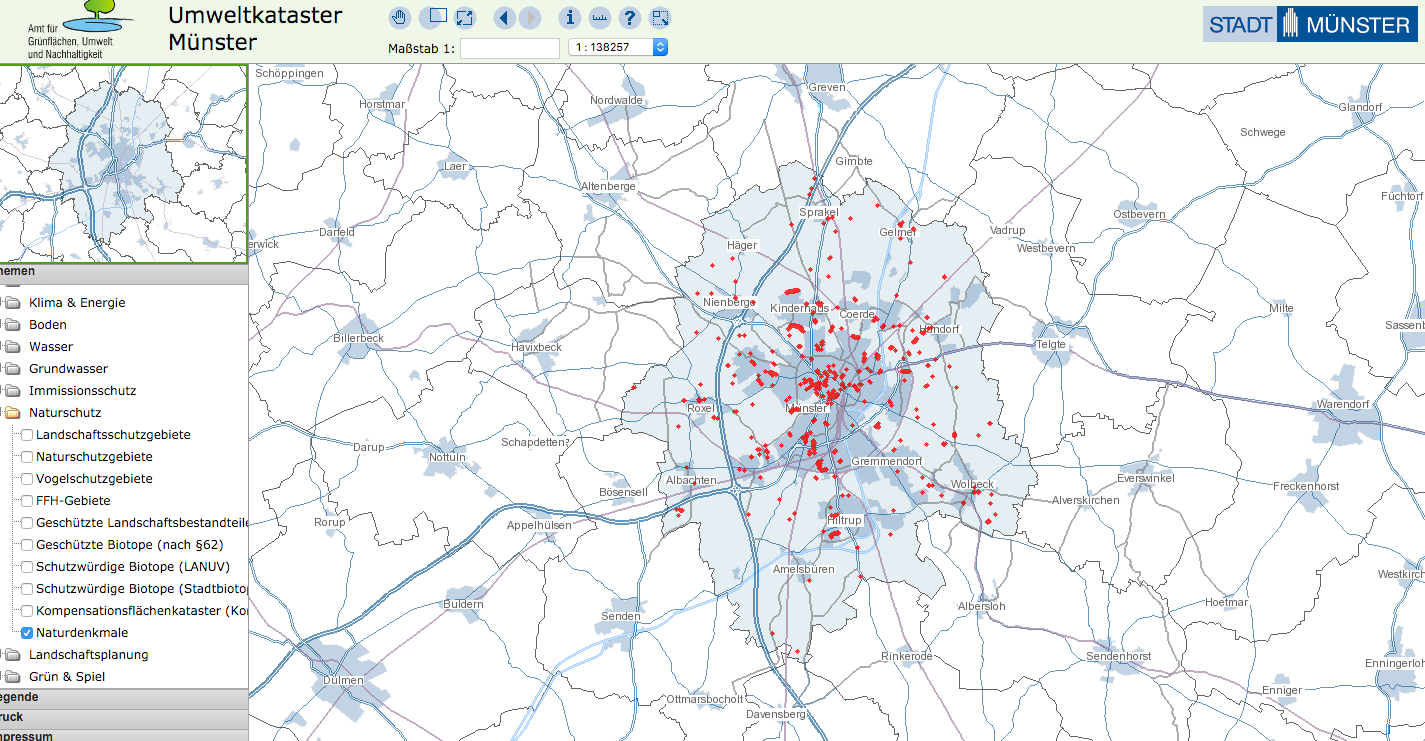 Amt für
Grünflächen, Umwelt
und Nachhaltigkeit
Umweltkataster
Münster
Maßstab 1:
1 : 138257
STADT MÜNSTER
hemen
Klima & Energie
Boden
Wasser
Grundwasser
Immissionsschutz
Naturschutz
Landschaftsschutzgebiete
Naturschutzgebiete
Vogelschutzgebiete
FFH-Gebiete
Geschützte Landschaftsbestandteile
Geschützte Biotope (nach §62)
Schutzwürdige Biotope (LANUV)
Schutzwürdige Biotope (Stadtbioto
Kompensationsflächenkataster (Ko
Naturdenkmale
Landschaftsplanung
Grün & Spiel
egende
ruck
mpressum
Schöppingen
Greven
Horstmar
Nordwalde
Glandorf
Schwege
Laer
Gimbte
Altenberge
Füchtorf
Sprakel
Ostbevern
Darfeld
Gelmer
Vadrup
erwick
Häger
Westbevern
Nienberge
Kinderhaus
Coerde
Milte
Handorf
Sassenb
Billerbeck
Havixbeck
Telgte
Roxel
Münster
Warendorf
Darup
Schapdetten
Nottuln
Gremmendorf
Albachten
Wolbeck
Everswinkel
Freckenhorst
Bösensell
Alverskirchen
Rorup
Appelhülsen
Hiltrup
Amelsbüren
Westkirch
Buldern
Albersloh
Hoetmar
Senden
Rinkerode
Sendenhorst
Enningerloh
Dülmen
Enniger
Ottmarsbocholt
Davensberg